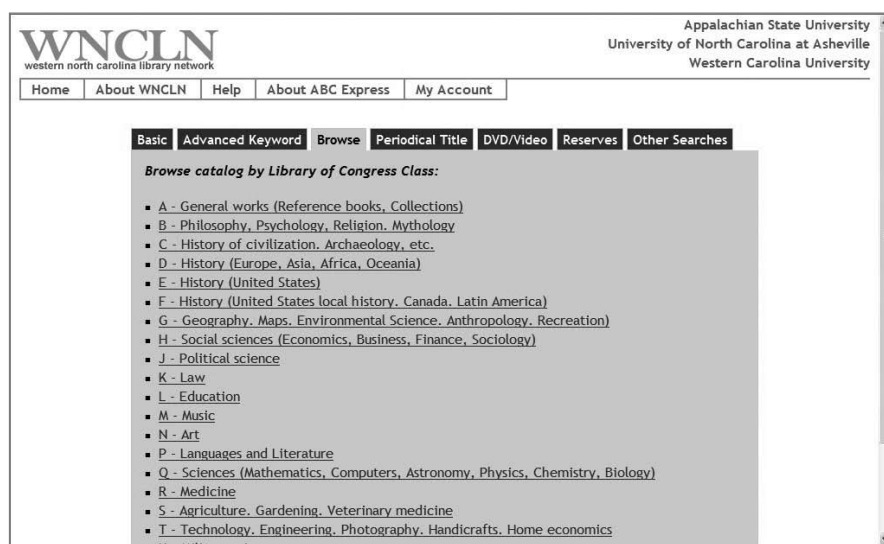 Appalachian State University
WNCLN
University of North Carolina at Asheville
western north carolina library network
Western Carolina University
Home About WNCLN Help About ABC Express My Account
Basic Advanced Keyword Browse Periodical Title DVD/Video Reserves Other Searches
Browse catalog by Library of Congress Class:
A - General works (Reference books, Collections)
B - Philosophy, Psychology, Religion. Mythology
C - History of civilization. Archaeology, etc.
D - History (Europe, Asia, Africa, Oceania)
E - History (United States)
F - History (United States local history. Canada. Latin America)
G - Geography. Maps. Environmental Science. Anthropology. Recreation)
H - Social sciences (Economics, Business, Finance, Sociology)
J - Political science
K - Law
L - Education
M - Music
N - Art
P - Languages and Literature
Q - Sciences (Mathematics, Computers, Astronomy, Physics, Chemistry, Biology)
R - Medicine
S - Agriculture. Gardening. Veterinary medicine
T - Technology. Engineering. Photography. Handicrafts. Home economics